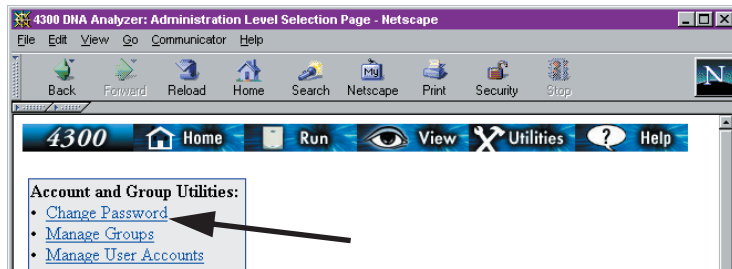 4300 DNA Analyzer: Administration Level Selection Page - Netscape
File Edit View Go Communicator Help
Back Forward Reload Home Search Netscape Print Security Stop
My
N
4300 Home Run View Utilities ? Help
Account and Group Utilities:
• Change Password
• Manage Groups
• Manage User Accounts